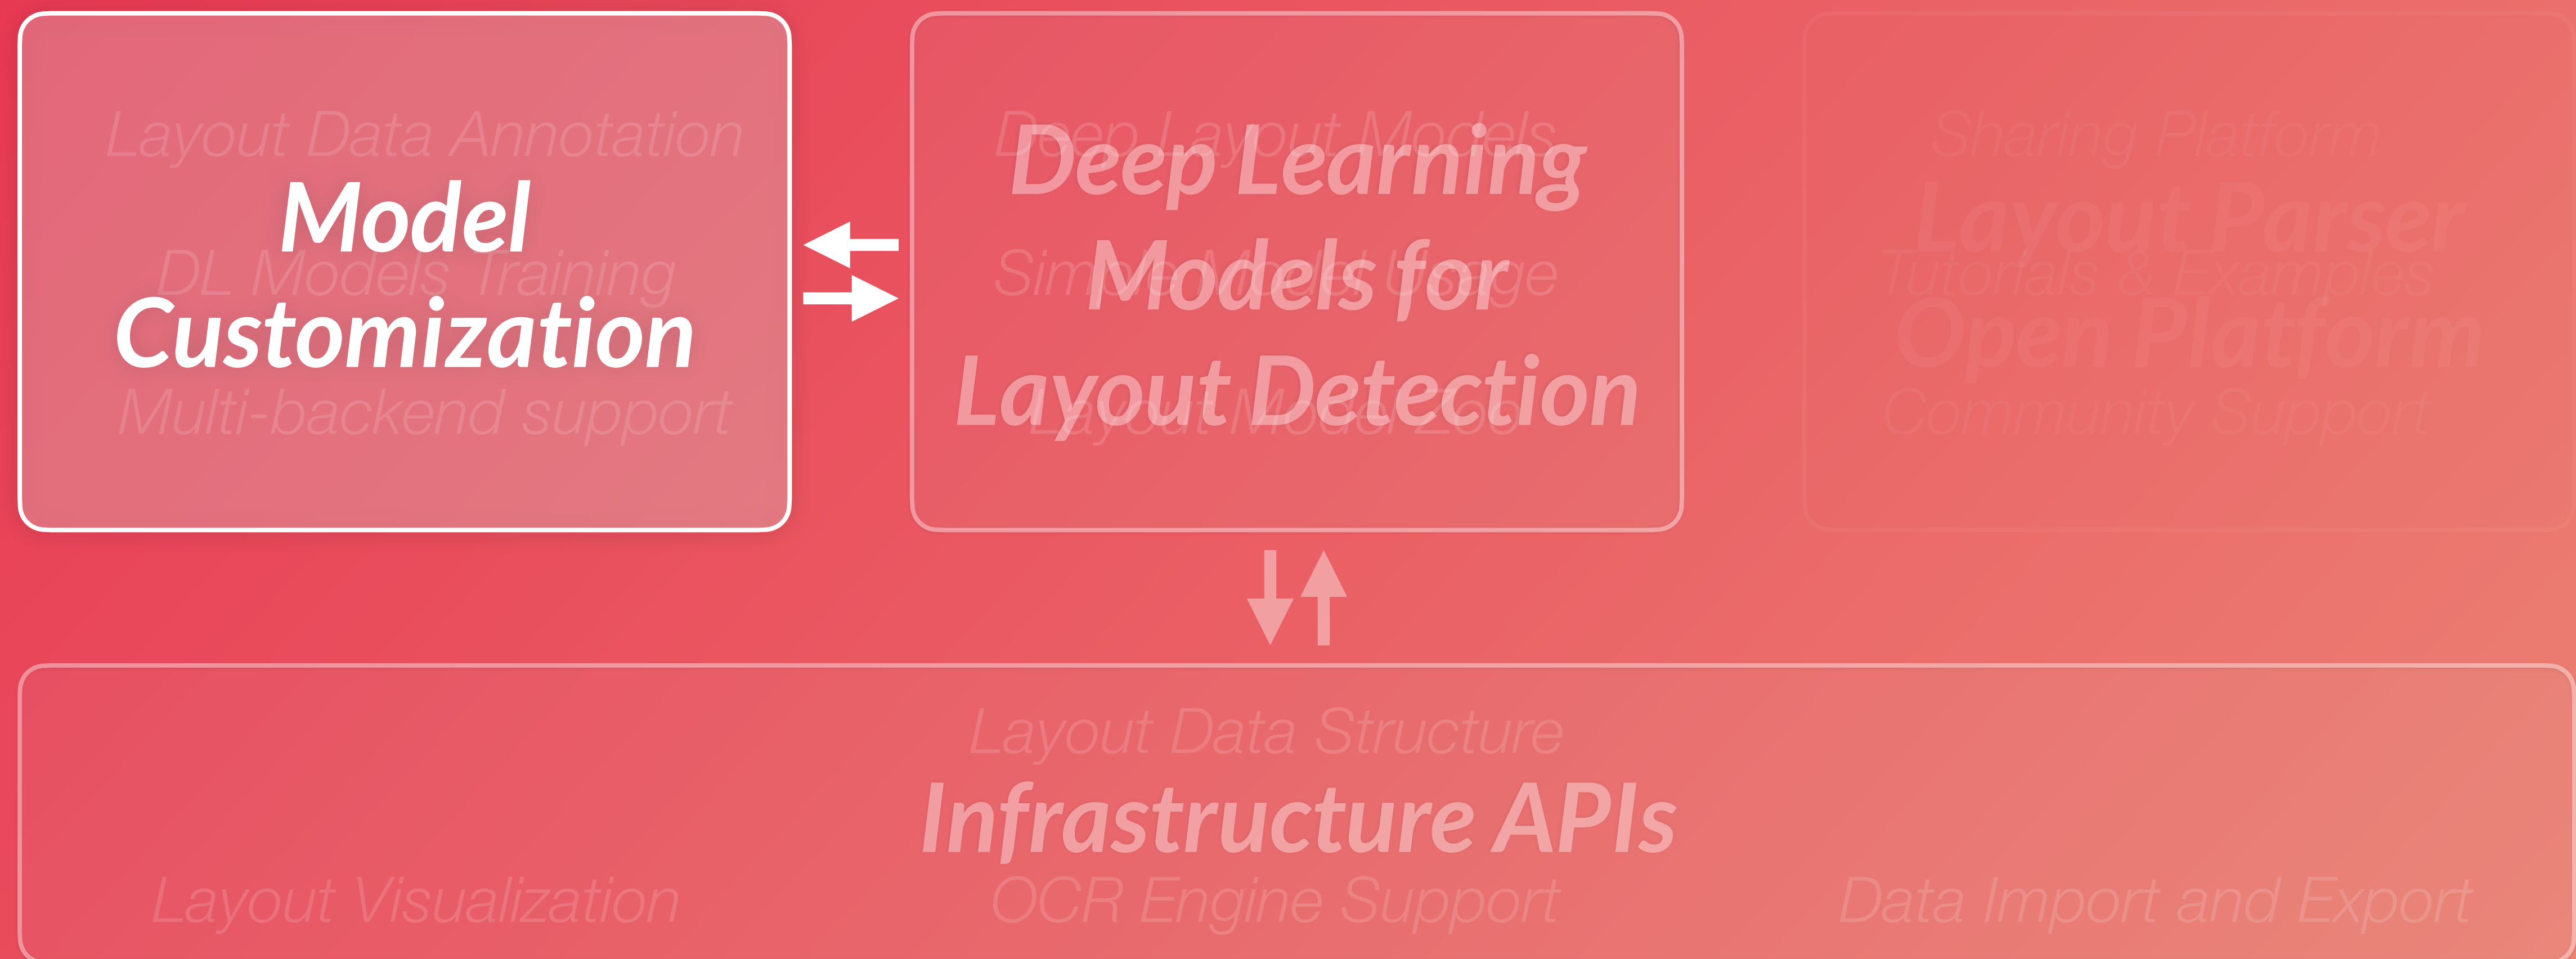 Layout Data Annotation
Model
DL Models Training
Customization
Multi-backend support
Deep Layout Models
Deep Learning
Simple Model Usage
Models for
Layout Detection
Layout Model Zoo
Sharing Platform
Layout Parser
Tutorials & Examples
Open Platform
Community Support
Layout Data Structure
Infrastructure APIs
Layout Visualization
OCR Engine Support
Data Import and Export